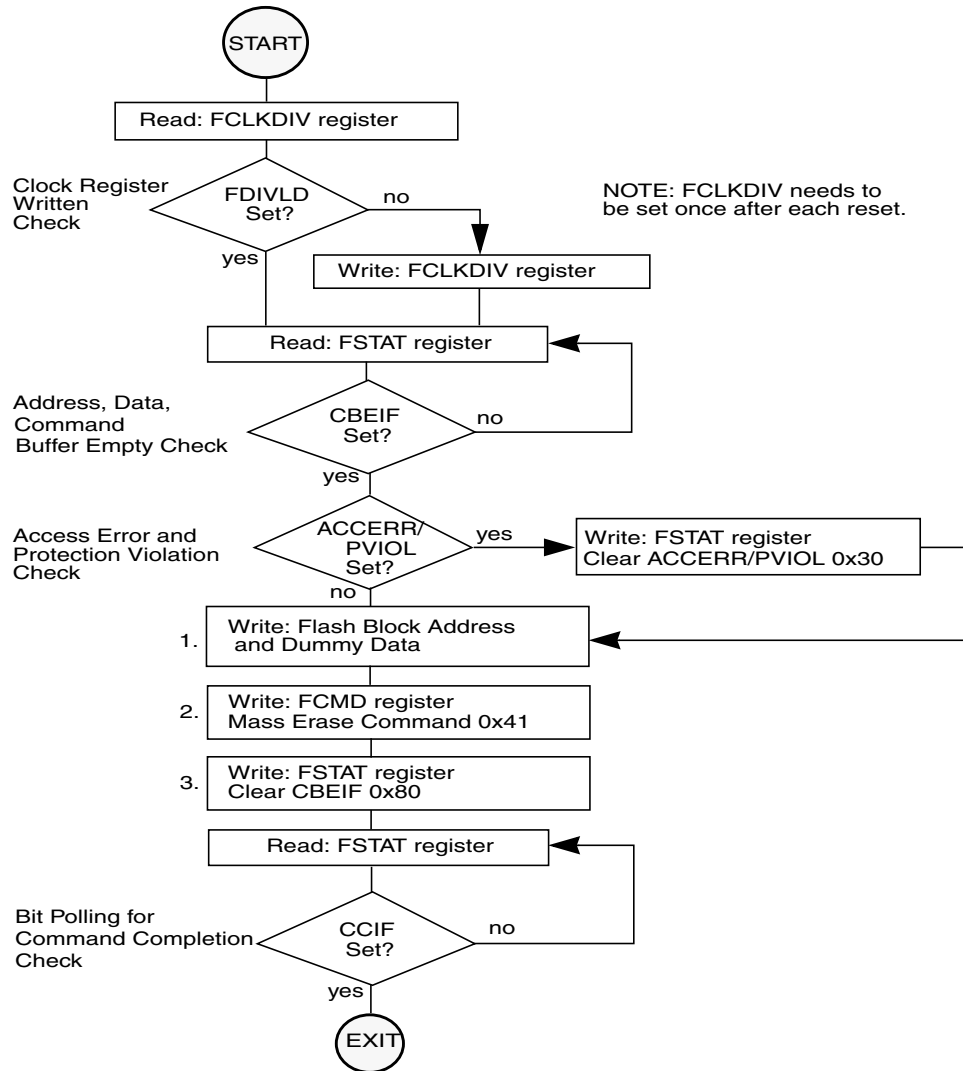 START
Read: FCLKDIV register
Clock Register
Written
Check
FDIVLD
Set?
no
yes
NOTE: FCLKDIV needs to
be set once after each reset.
Write: FCLKDIV register
Read: FSTAT register
Address, Data,
Command
Buffer Empty Check
CBEIF
Set?
no
yes
Access Error and
Protection Violation
Check
ACCERR/
PVIOL
Set?
yes
no
Write: FSTAT register
Clear ACCERR/PVIOL 0x30
1.
Write: Flash Block Address
and Dummy Data
2.
Write: FCMD register
Mass Erase Command 0x41
3.
Write: FSTAT register
Clear CBEIF 0x80
Read: FSTAT register
Bit Polling for
Command Completion
Check
CCIF
Set?
no
yes
EXIT